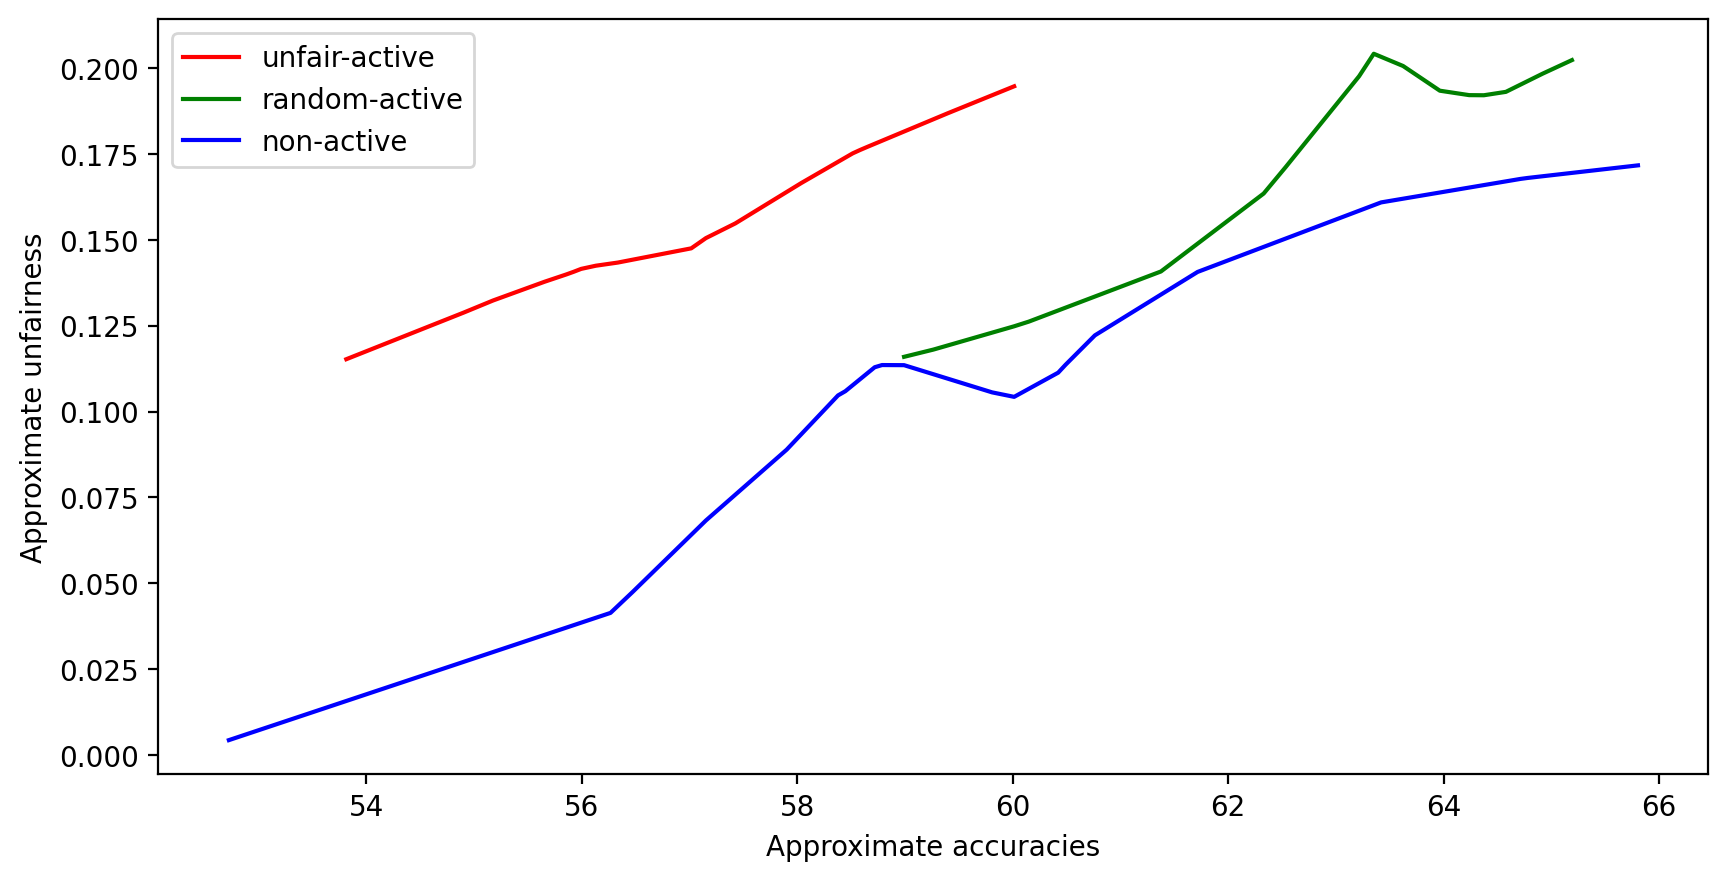 unfair-active
random-active
non-active
0.200
0.175
0.150
0.125
0.100
0.075
0.050
0.025
0.000
Approximate unfairness
54 56 58 60 62 64 66
Approximate accuracies